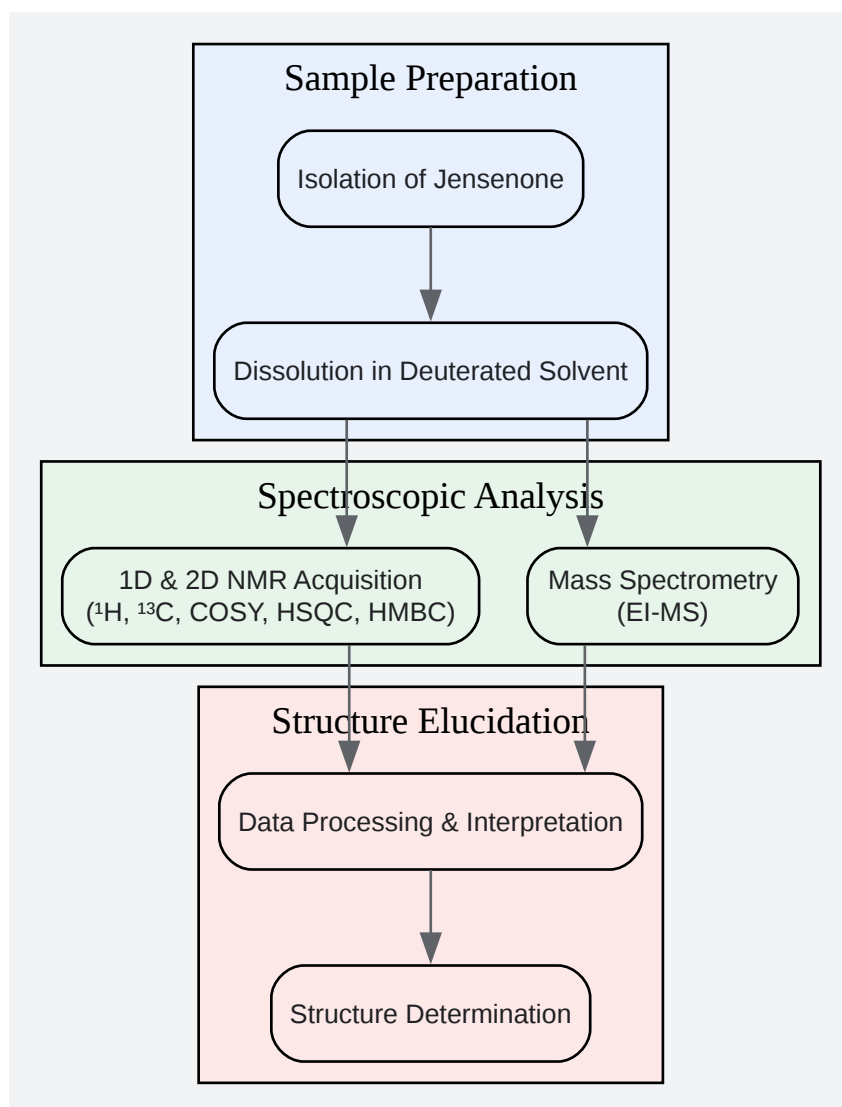 Sample Preparation
Isolation of Jensenone
Dissolution in Deuterated Solvent
Spectroscopic Analysis
1D & 2D NMR Acquisition
(¹H, ¹³C, COSY, HSQC, HMBC)
Mass Spectrometry
(EI-MS)
Structure Elucidation
Data Processing & Interpretation
Structure Determination